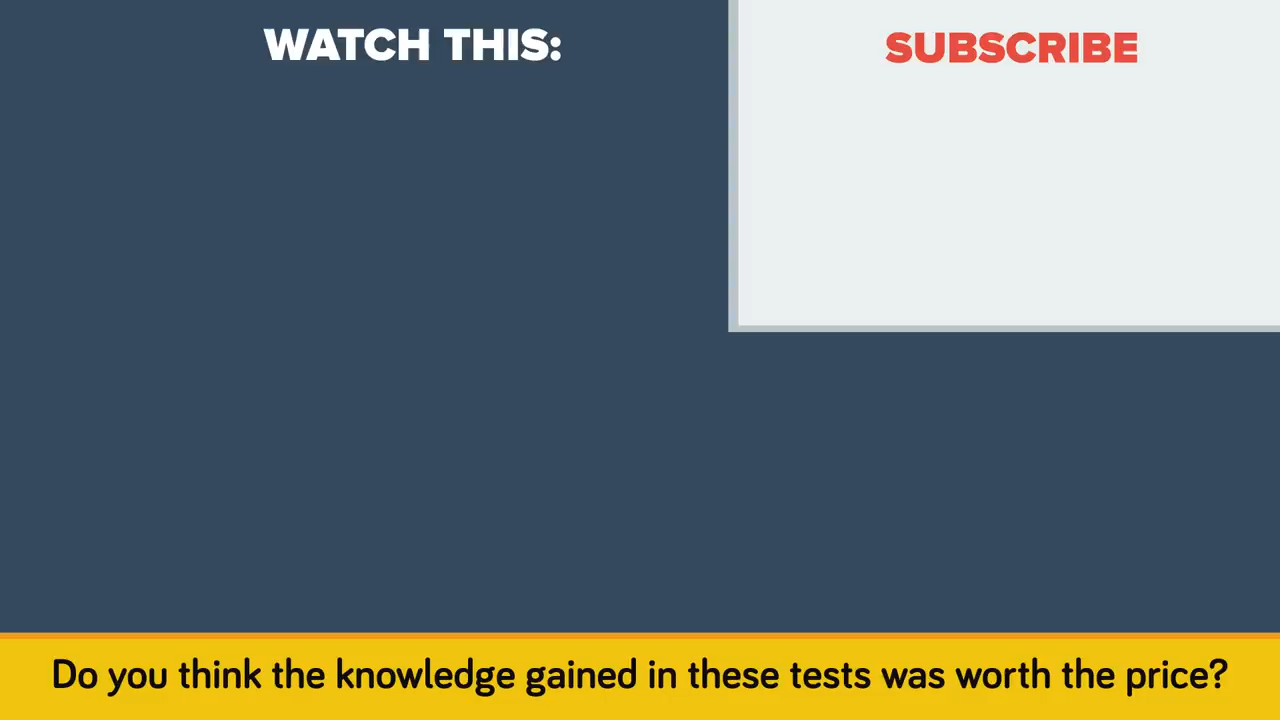 WATCH THIS:
SUBSCRIBE
Do you think the knowledge gained in these tests was worth the price?